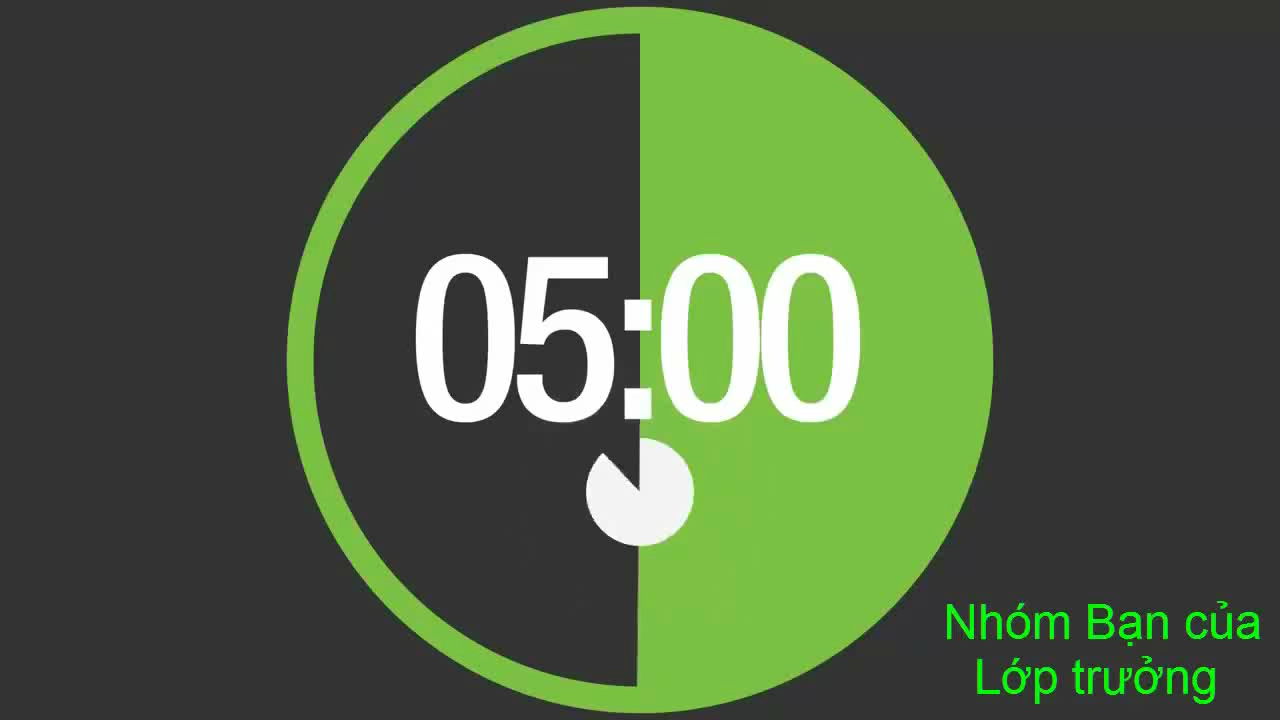 05:00
Nhóm Bạn của
Lớp trưởng